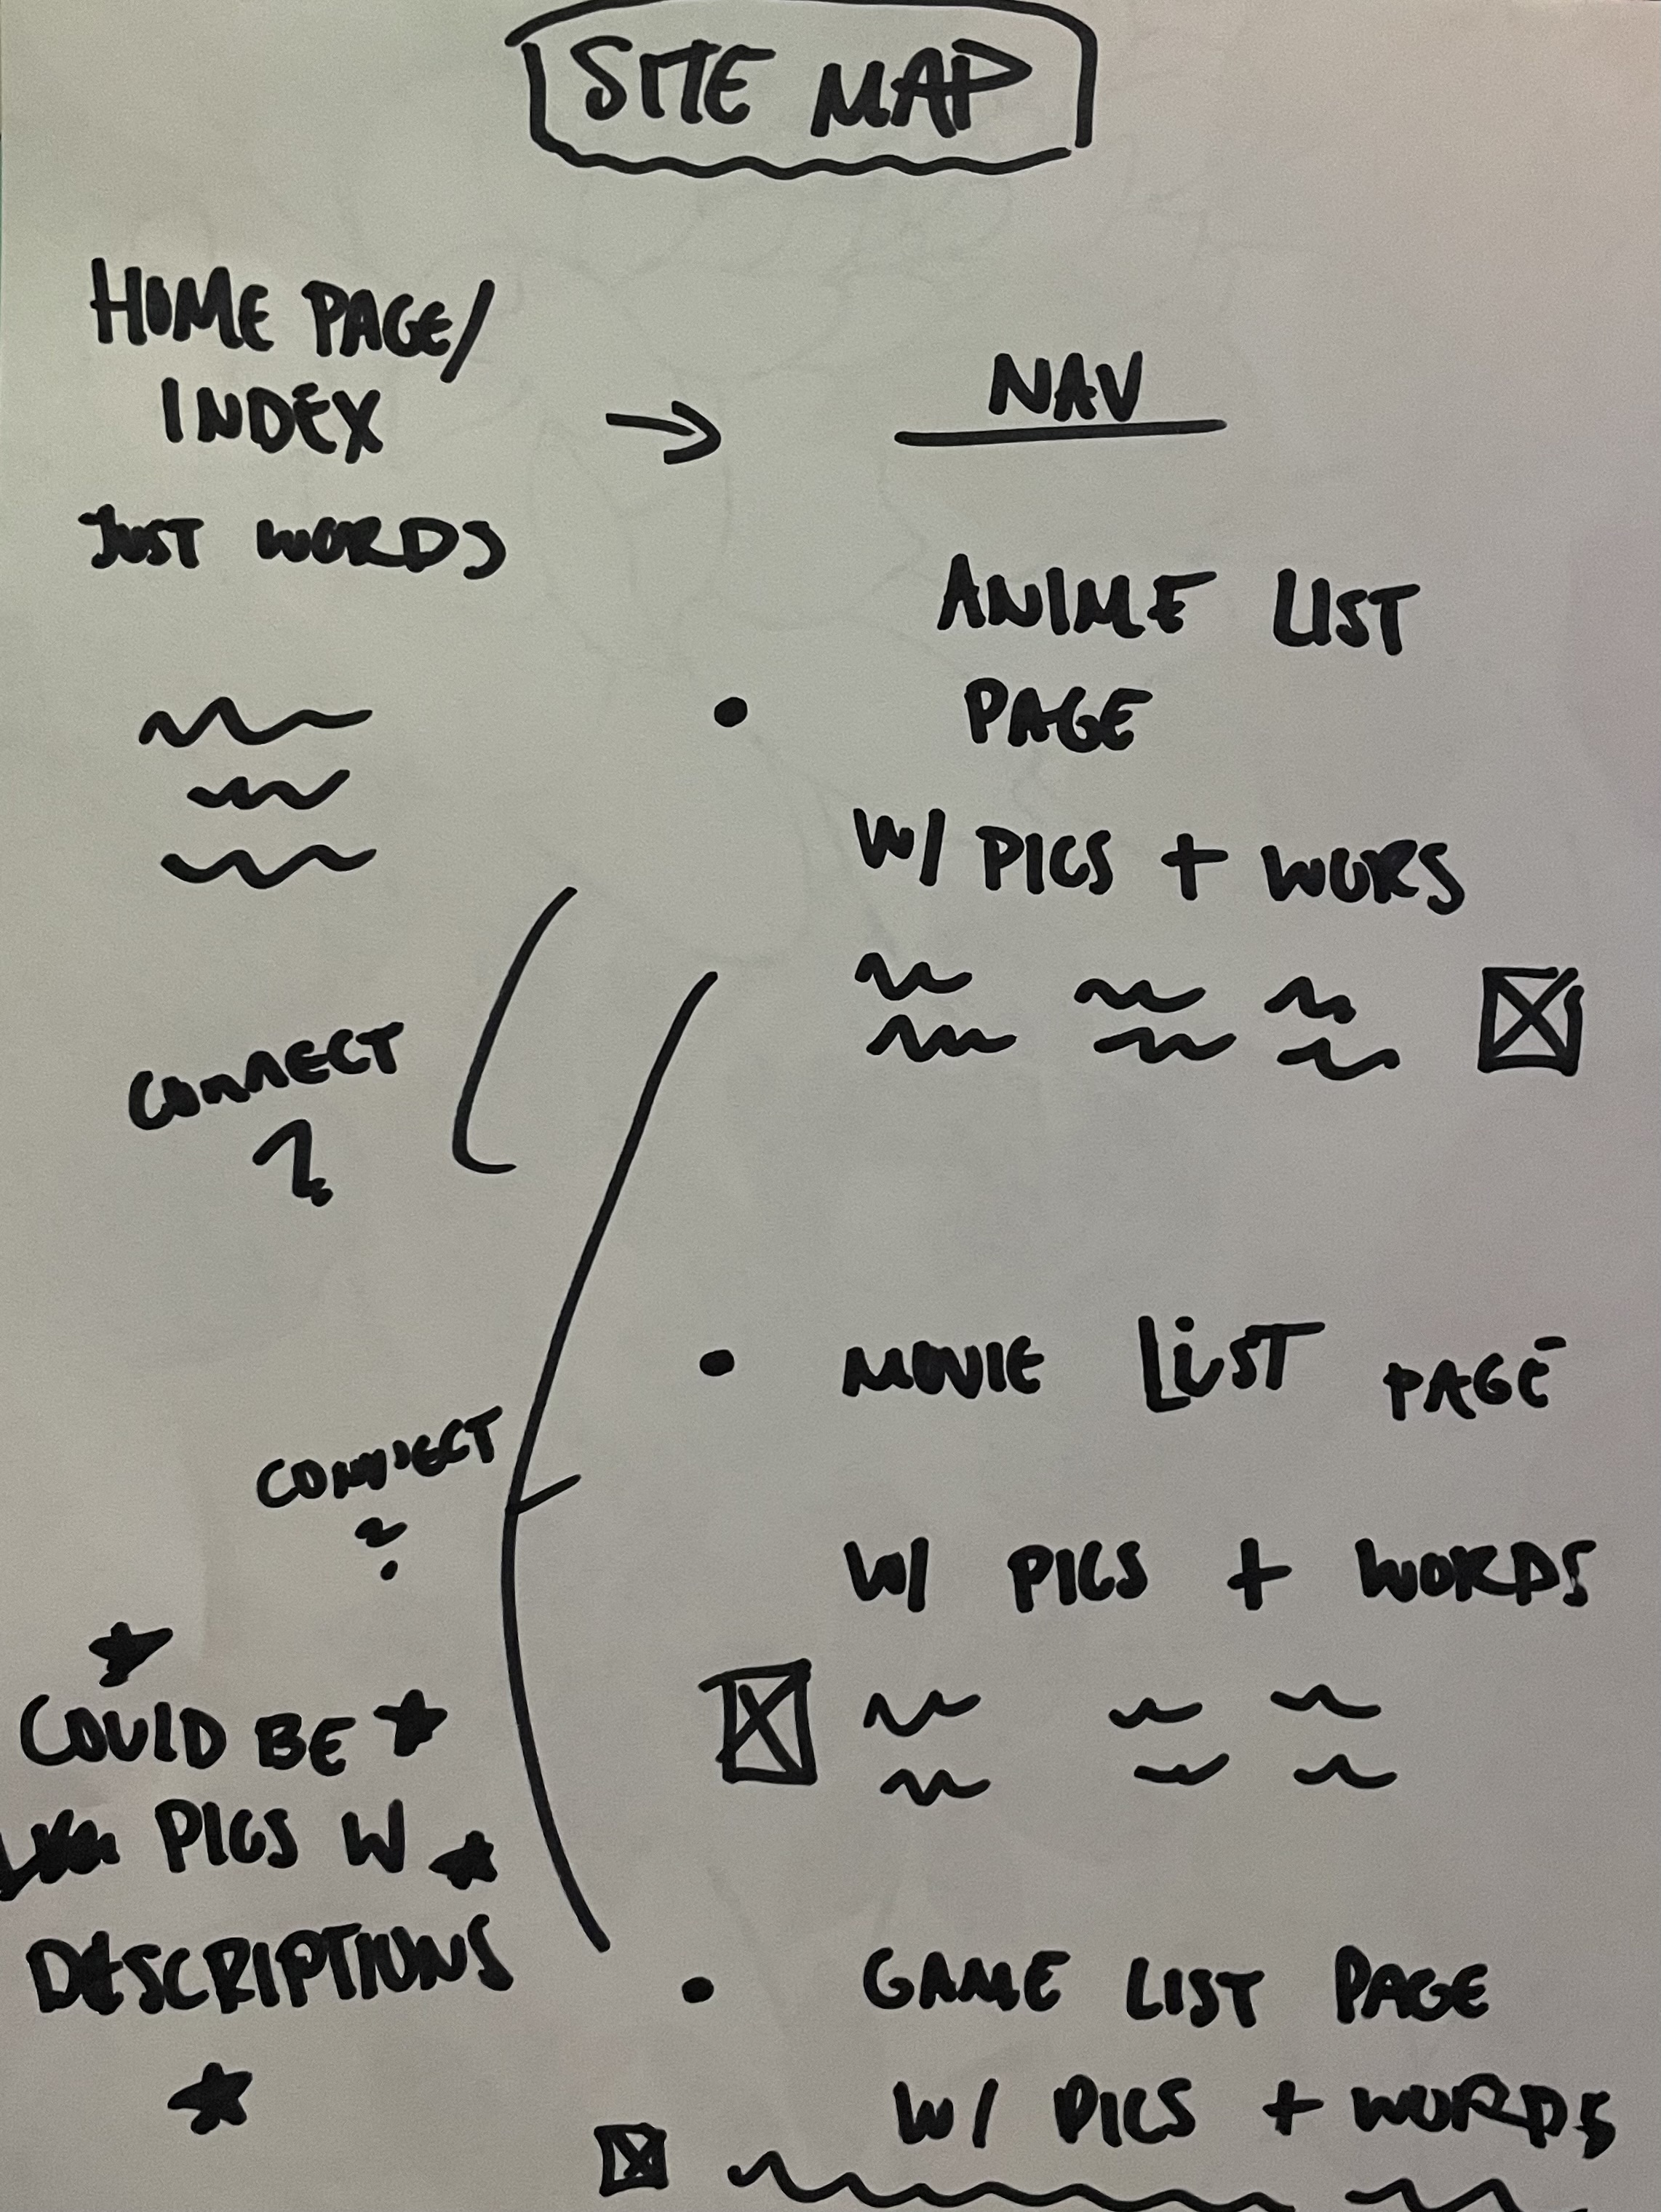 SITE MAP
HOME PAGE/
INDEX
JUST WORDS
CONNECT
?
CONNECT
?
COULD BE
PICS W
DESCRIPTIONS
→ NAV
• ANIME LIST
PAGE
W/ PICS + WORS
• MOVIE LIST PAGE
W/ PICS + WORDS
• GAME LIST PAGE
W/ PICS + WORDS